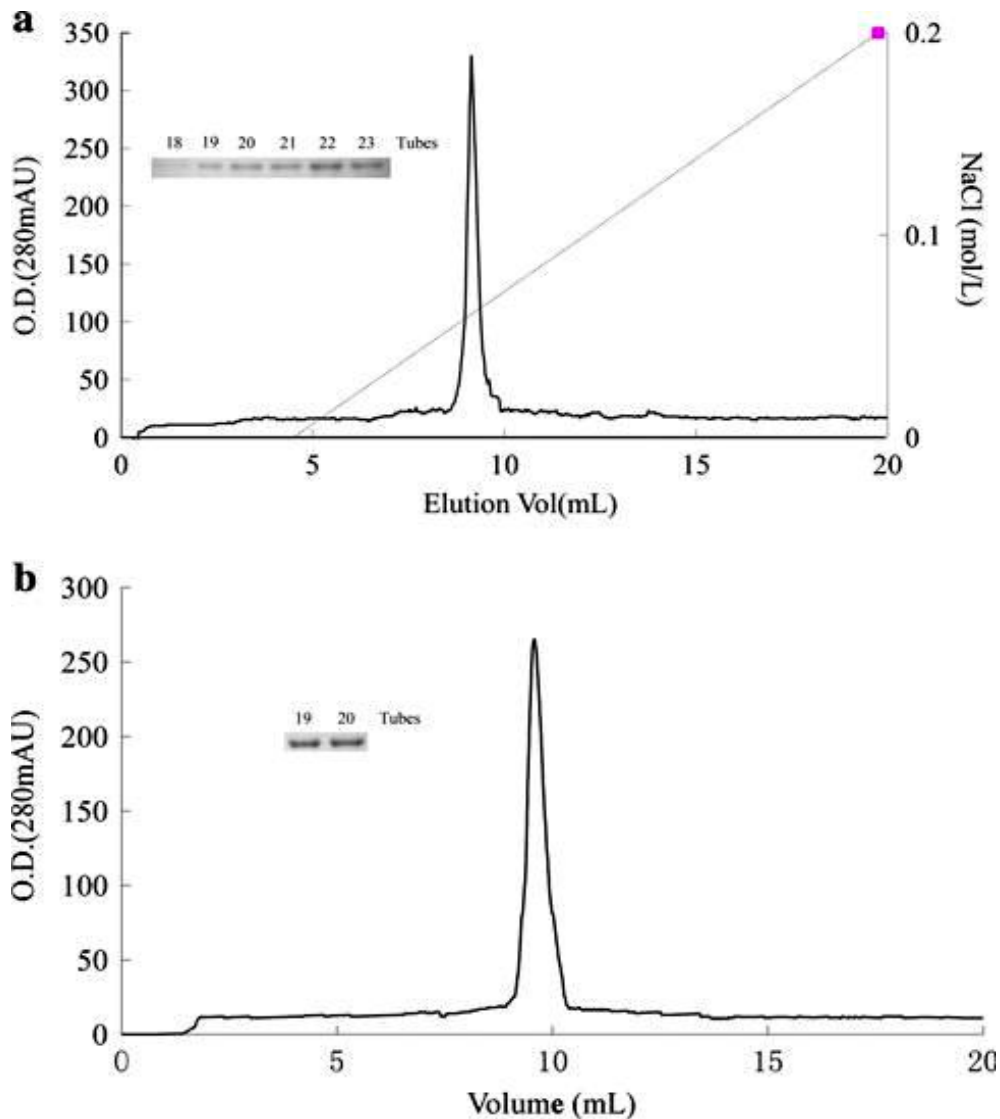 a
350
300
250
200
150
100
50
0
O.D.(280mAU)
18 19 20 21 22 23 Tubes
0.2
0.1
0
NaCl (mol/L)
0 5 10 15 20
Elution Vol(mL)
b
300
250
200
150
100
50
0
O.D.(280mAU)
19 20 Tubes
0 5 10 15 20
Volume (mL)